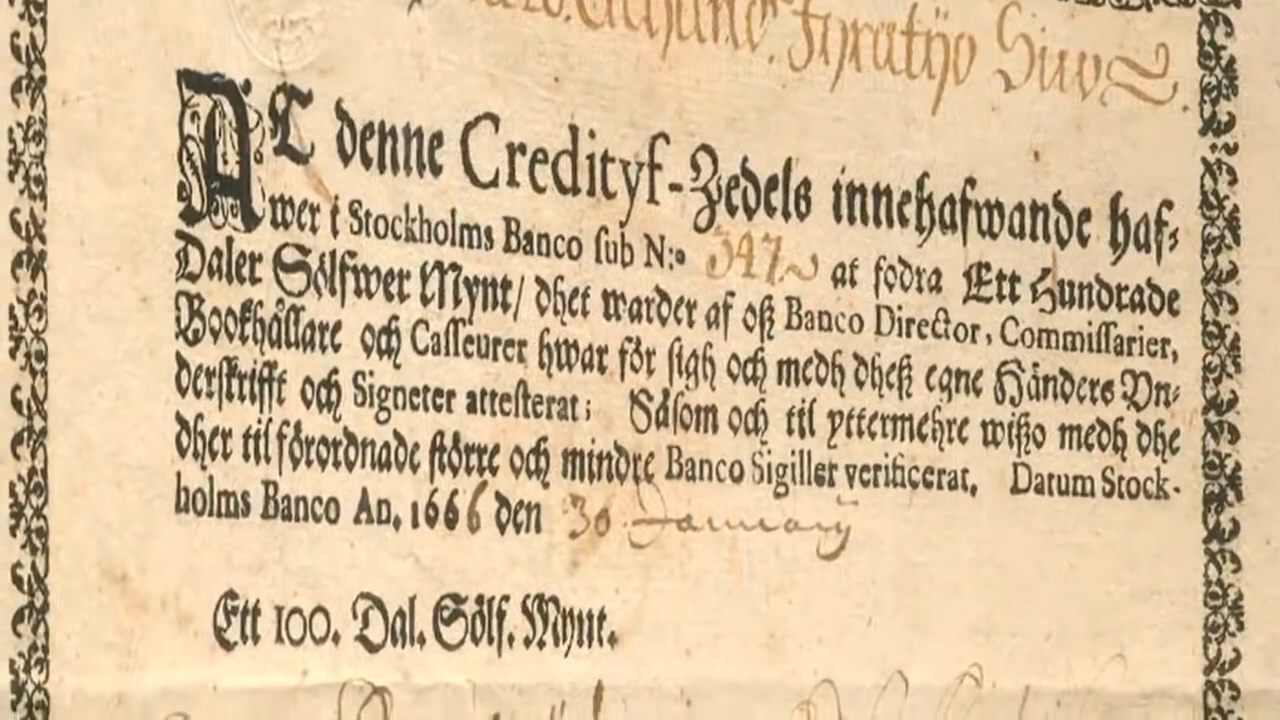 AT denne Credityf-Zedels innehafwande haf-
wer i Stockholms Banco sub N:o 347 at fodra Ett Hundrade
Daler Sölfwer Mynt/ dhet warder af oß Banco Director, Commissarier,
Bookhållare och Casseurer hwar för sigh och medh dheß egne Händers Vn-
derskrifft och Signeter attesterat; Såsom och til yttermehre wißo medh dhe
dher til förordnade större och mindre Banco Sigiller verificerat. Datum Stock-
holms Banco An. 1666 den 30 January
Ett 100. Dal. Sölf. Mynt.